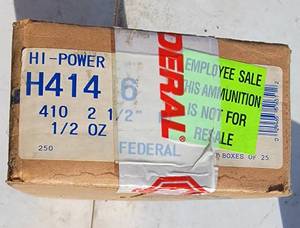 HI-POWER
H414 6
410 2 1/2"
1/2 OZ
250
FEDERAL
DERAL
EMPLOYEE SALE
THIS AMMUNITION
IS NOT FOR
RESALE
BOXES OF 25